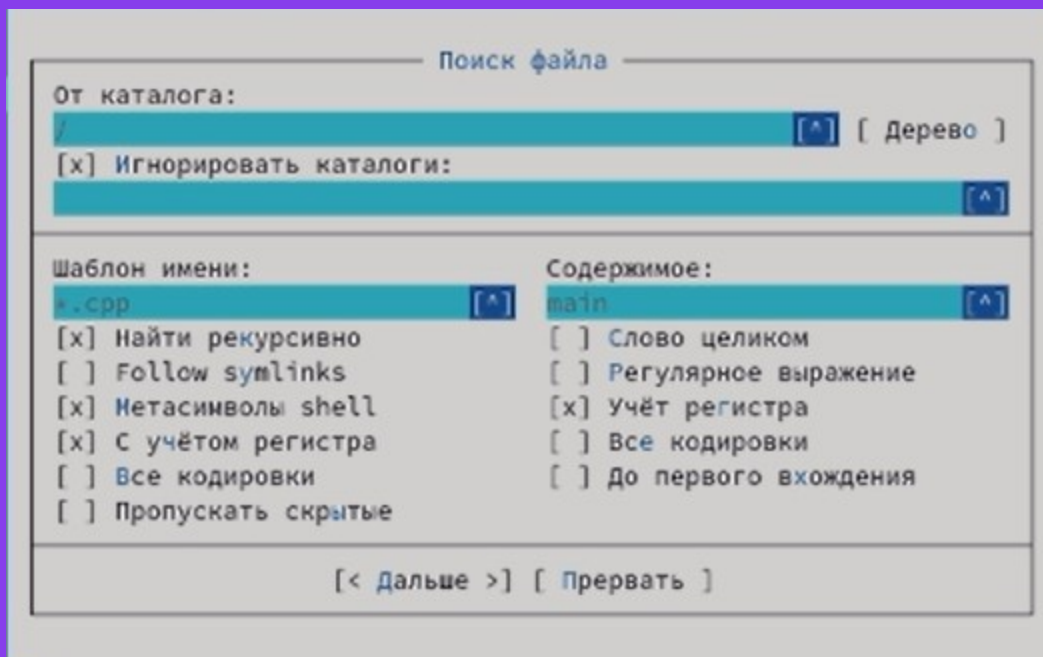 Поиск файла
От каталога:
/ [^] [ Дерево ]
[x] Игнорировать каталоги:
[^]
Шаблон имени:
*.cpp [^]
[x] Найти рекурсивно
[ ] Follow symlinks
[x] Метасимволы shell
[x] С учётом регистра
[ ] Все кодировки
[ ] Пропускать скрытые
Содержимое:
main [^]
[ ] Слово целиком
[ ] Регулярное выражение
[x] Учёт регистра
[ ] Все кодировки
[ ] До первого вхождения
[< Дальше >] [ Прервать ]